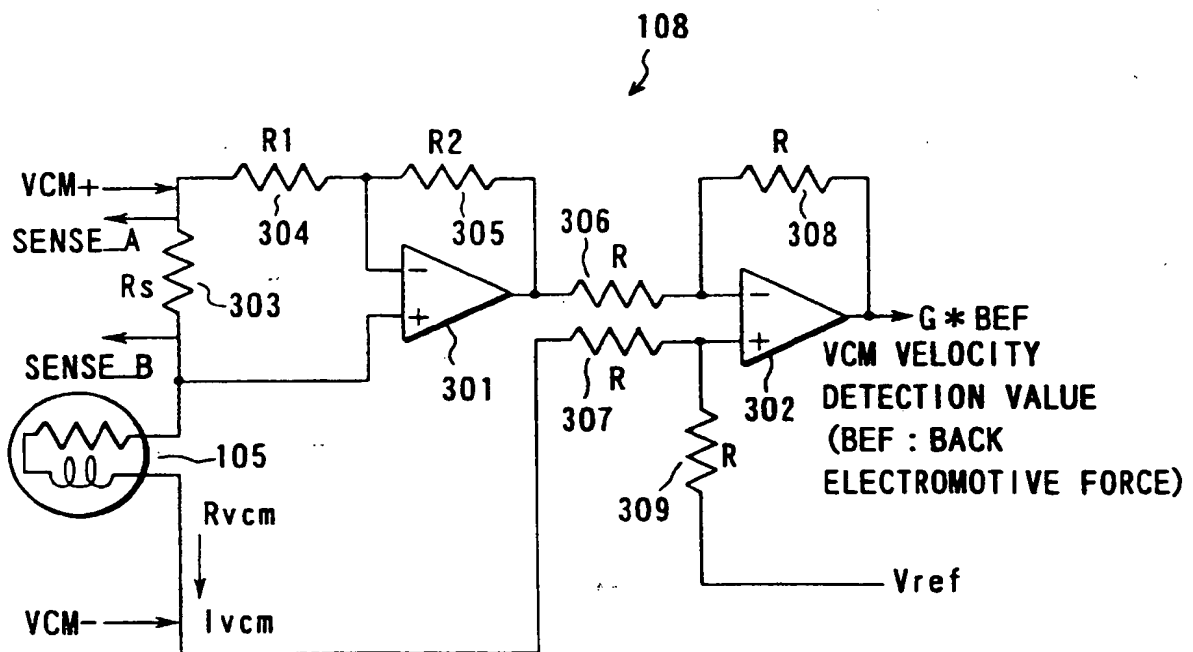 108
R1
R2
R
VCM+
304
305
306
308
SENSE_A
R
Rs
303
−
+
−
+
G*BEF
SENSE_B
301
R
307
302
VCM VELOCITY
DETECTION VALUE
(BEF : BACK
ELECTROMOTIVE FORCE)
105
R
309
Rvcm
Vref
VCM-
Ivcm